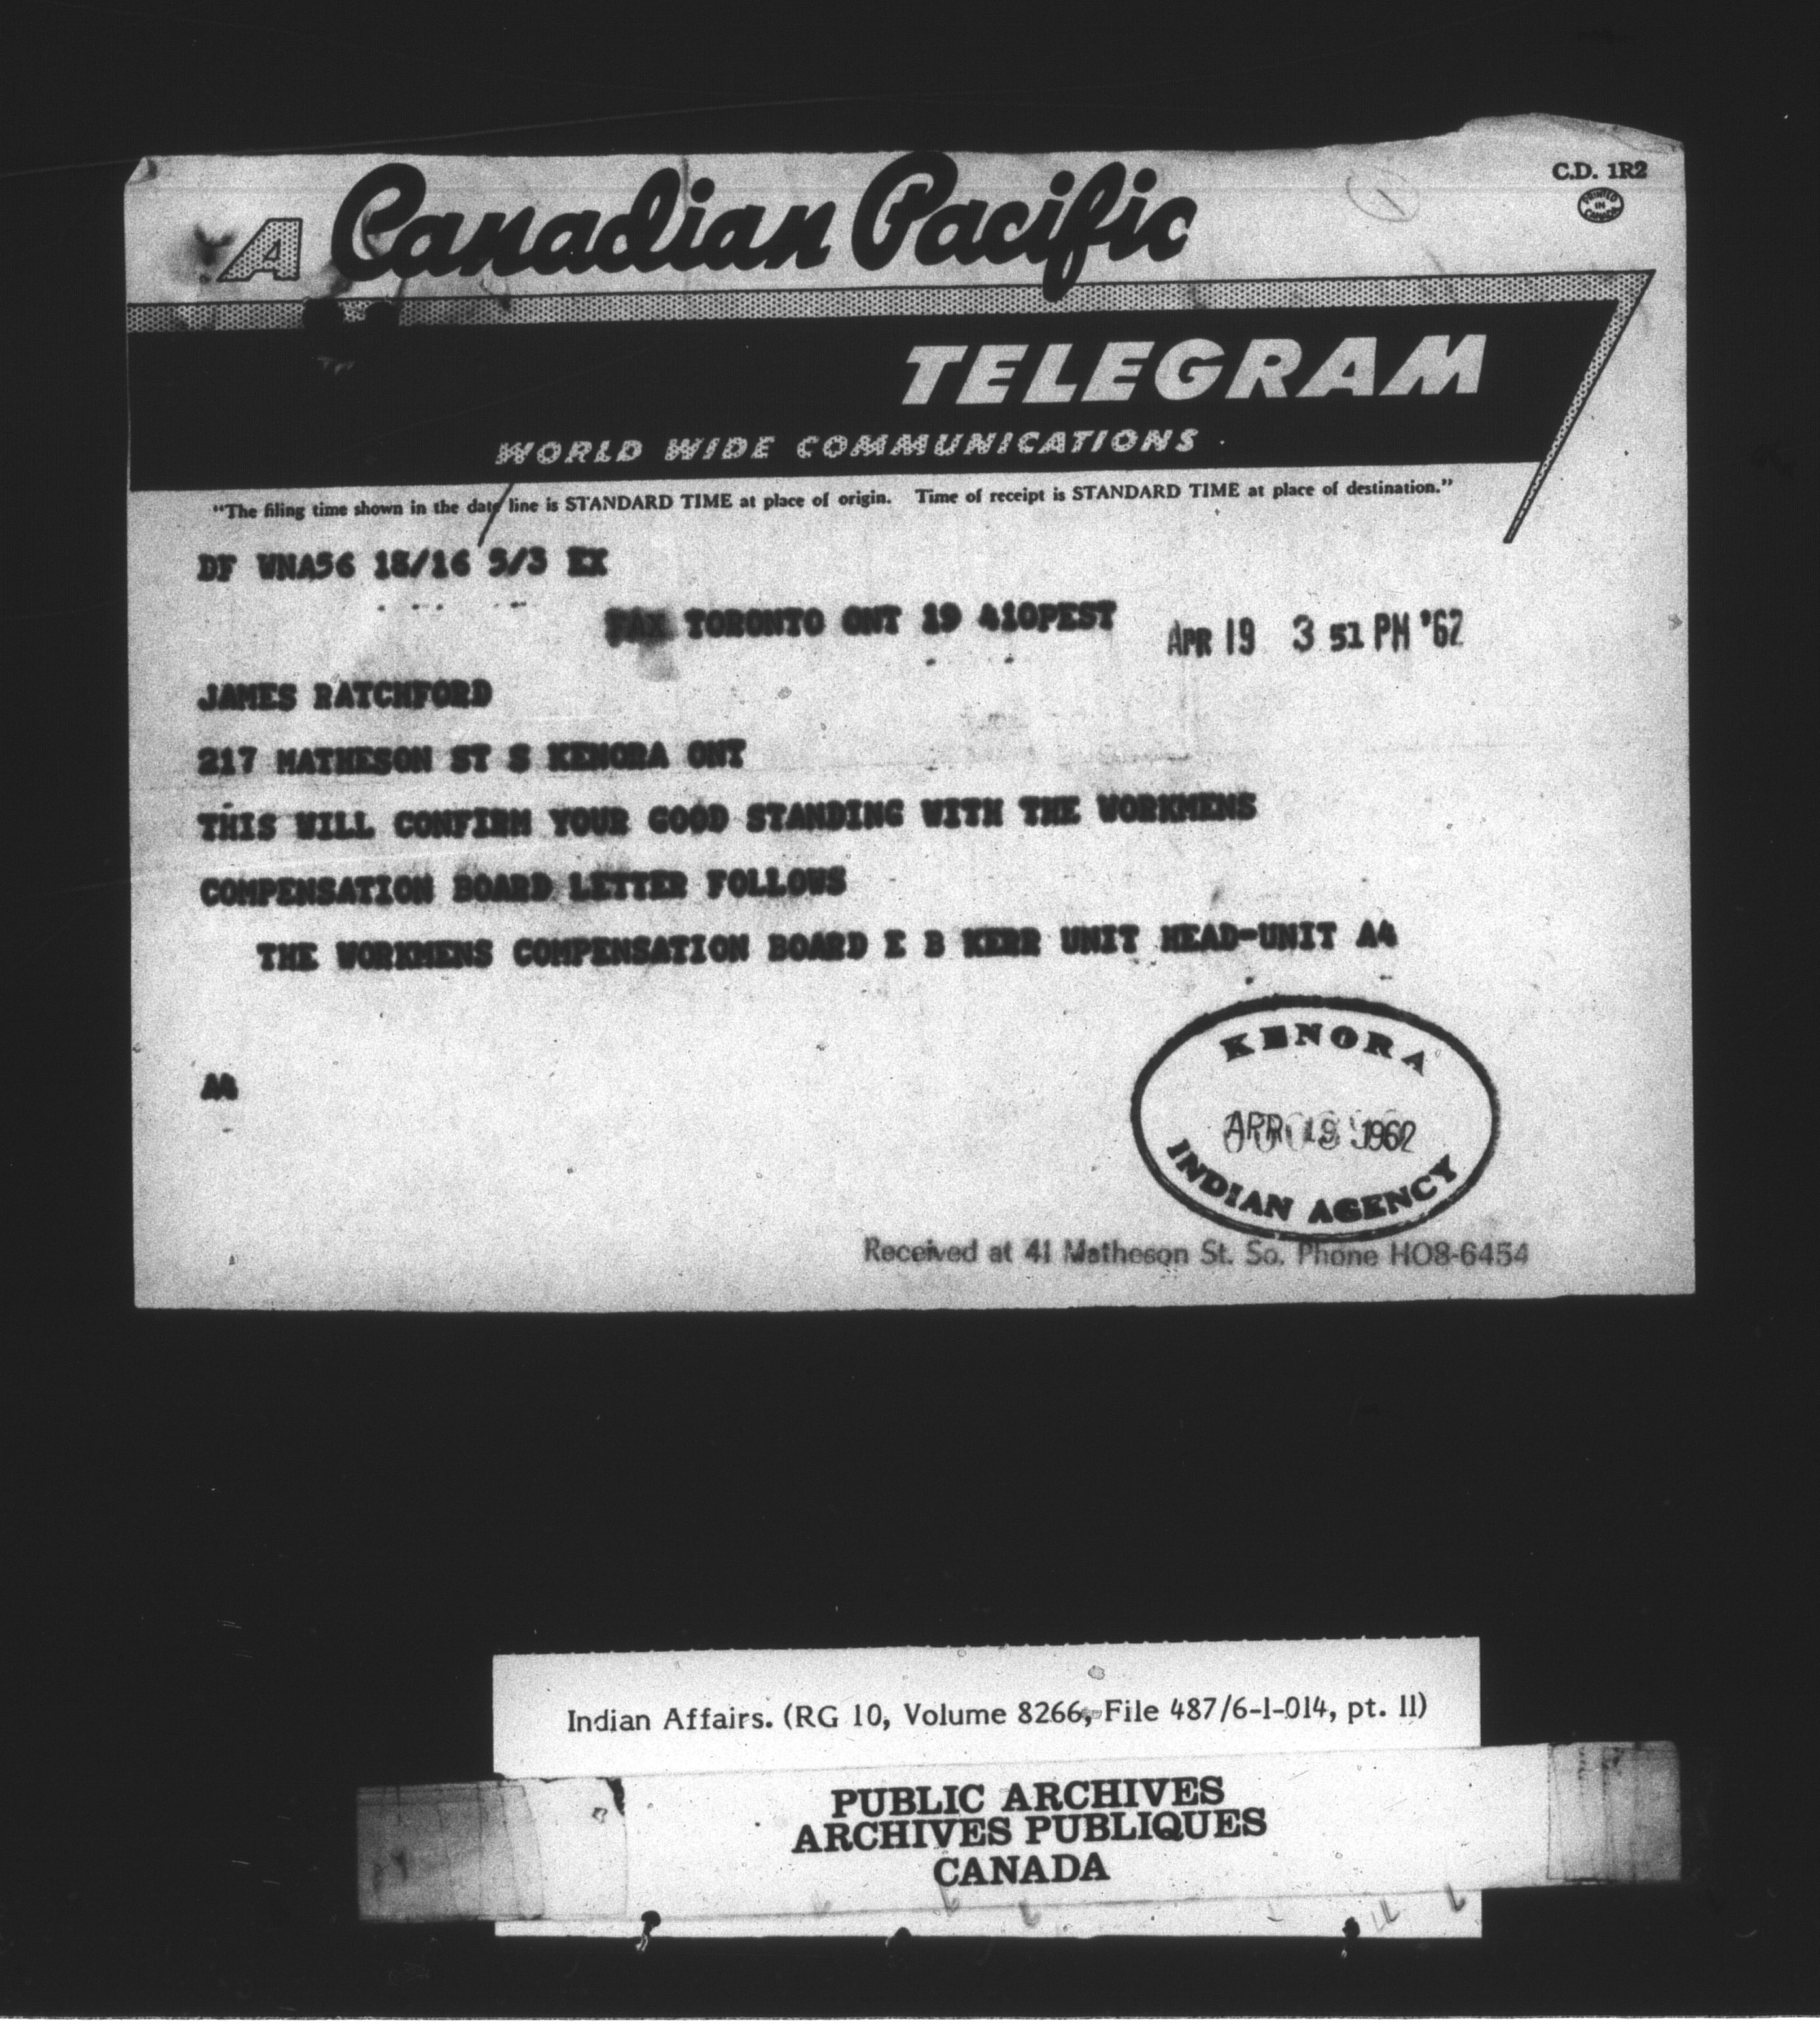 C.D. 1R2
PRINTED IN CANADA
A Canadian Pacific
TELEGRAM
WORLD WIDE COMMUNICATIONS
"The filing time shown in the date line is STANDARD TIME at place of origin. Time of receipt is STANDARD TIME at place of destination."
DF WNA56 18/16 5/3 EX
FAX TORONTO ONT 19 410PEST APR 19 3 51 PM '62
JAMES RATCHFORD
217 MATHESON ST S KENORA ONT
THIS WILL CONFIRM YOUR GOOD STANDING WITH THE WORKMENS
COMPENSATION BOARD LETTER FOLLOWS
THE WORKMENS COMPENSATION BOARD E B KERR UNIT HEAD-UNIT A4
A4
KENORA
APR 19 1962
INDIAN AGENCY
Received at 41 Matheson St. So. Phone HO8-6454
Indian Affairs. (RG 10, Volume 8266, File 487/6-1-014, pt. 11)
PUBLIC ARCHIVES
ARCHIVES PUBLIQUES
CANADA